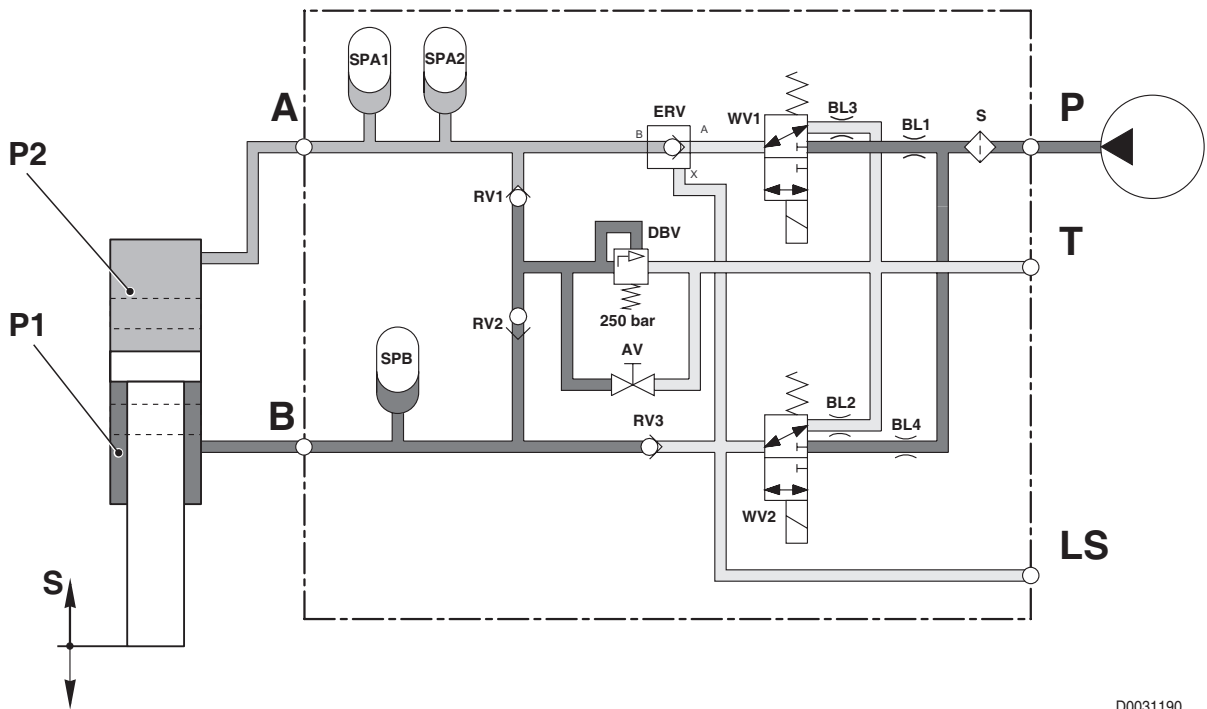 SPA1
SPA2
A
ERV
B
A
X
WV1
BL3
BL1
S
P
P2
RV1
DBV
T
250 bar
P1
RV2
AV
SPB
B
RV3
BL2
BL4
WV2
LS
S
D0031190